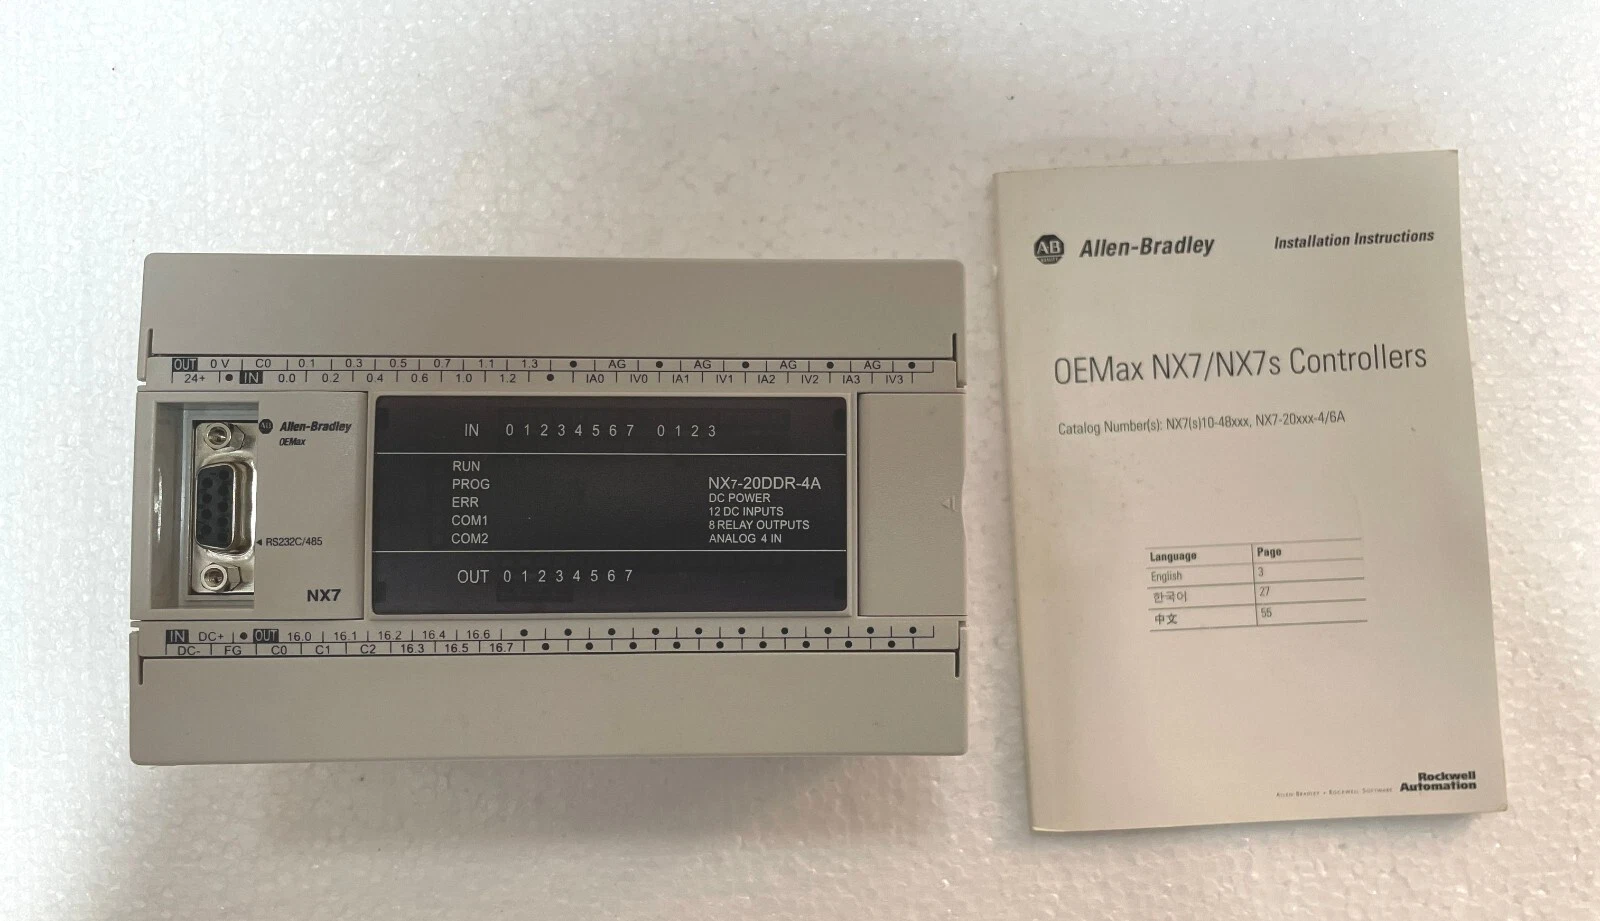 OUT 0 V C0 0.1 0.3 0.5 0.7 1.1 1.3 ● AG ● AG ● AG ● AG ●
24+ ● IN 0.0 0.2 0.4 0.6 1.0 1.2 ● IA0 IV0 IA1 IV1 IA2 IV2 IA3 IV3
AB Allen-Bradley
OEMax
RS232C/485
NX7
IN 0 1 2 3 4 5 6 7 0 1 2 3
RUN
PROG
ERR
COM1
COM2
NX7-20DDR-4A
DC POWER
12 DC INPUTS
8 RELAY OUTPUTS
ANALOG 4 IN
OUT 0 1 2 3 4 5 6 7
IN DC+ ● OUT 16.0 16.1 16.2 16.4 16.6 ● ● ● ● ● ● ● ● ● ●
DC- FG C0 C1 C2 16.3 16.5 16.7 ● ● ● ● ● ● ● ● ●
AB Allen-Bradley Installation Instructions
OEMax NX7/NX7s Controllers
Catalog Number(s): NX7(s)10-48xxx, NX7-20xxx-4/6A
Language Page
English 3
한국어 27
中文 55
Rockwell
ALLEN-BRADLEY • ROCKWELL SOFTWARE Automation